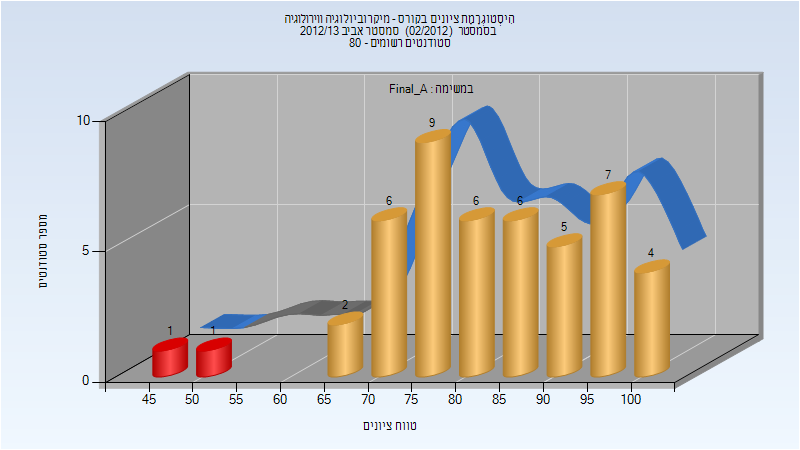 היסטוגרמת ציונים בקורס - מיקרוביולוגיה ווירולוגיה
בסמסטר (02/2012) סמסטר אביב 2012/13
סטודנטים רשומים - 80
במשימה : Final_A
מספר סטודנטים
10
5
0
1
1
2
6
9
6
6
5
7
4
45 50 55 60 65 70 75 80 85 90 95 100
טווח ציונים